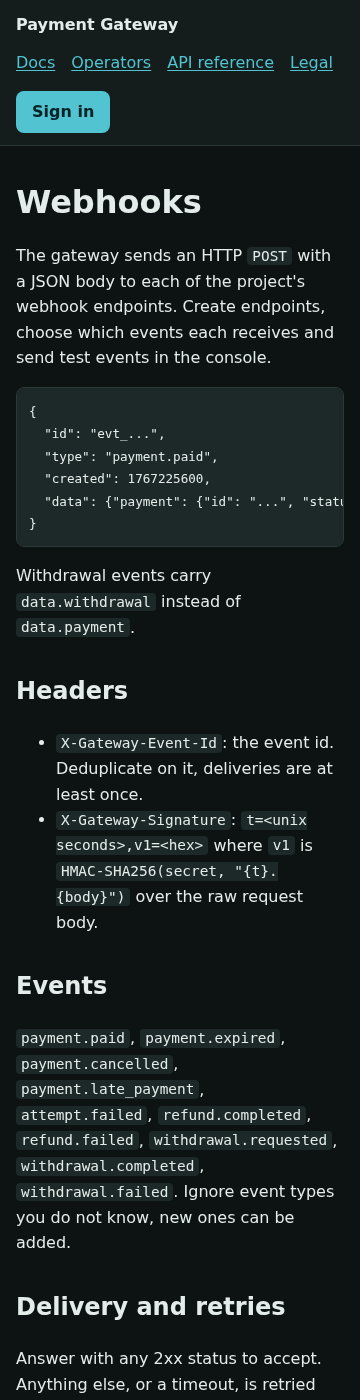 Payment Gateway
Docs Operators API reference Legal
Sign in
Webhooks
The gateway sends an HTTP POST with
a JSON body to each of the project's
webhook endpoints. Create endpoints,
choose which events each receives and
send test events in the console.
{
  "id": "evt_...",
  "type": "payment.paid",
  "created": 1767225600,
  "data": {"payment": {"id": "...", "statu
}
Withdrawal events carry
data.withdrawal instead of
data.payment.
Headers
• X-Gateway-Event-Id: the event id.
Deduplicate on it, deliveries are at
least once.
• X-Gateway-Signature: t=<unix
seconds>,v1=<hex> where v1 is
HMAC-SHA256(secret, "{t}.
{body}") over the raw request
body.
Events
payment.paid, payment.expired,
payment.cancelled,
payment.late_payment,
attempt.failed, refund.completed,
refund.failed, withdrawal.requested,
withdrawal.completed,
withdrawal.failed. Ignore event types
you do not know, new ones can be
added.
Delivery and retries
Answer with any 2xx status to accept.
Anything else, or a timeout, is retried